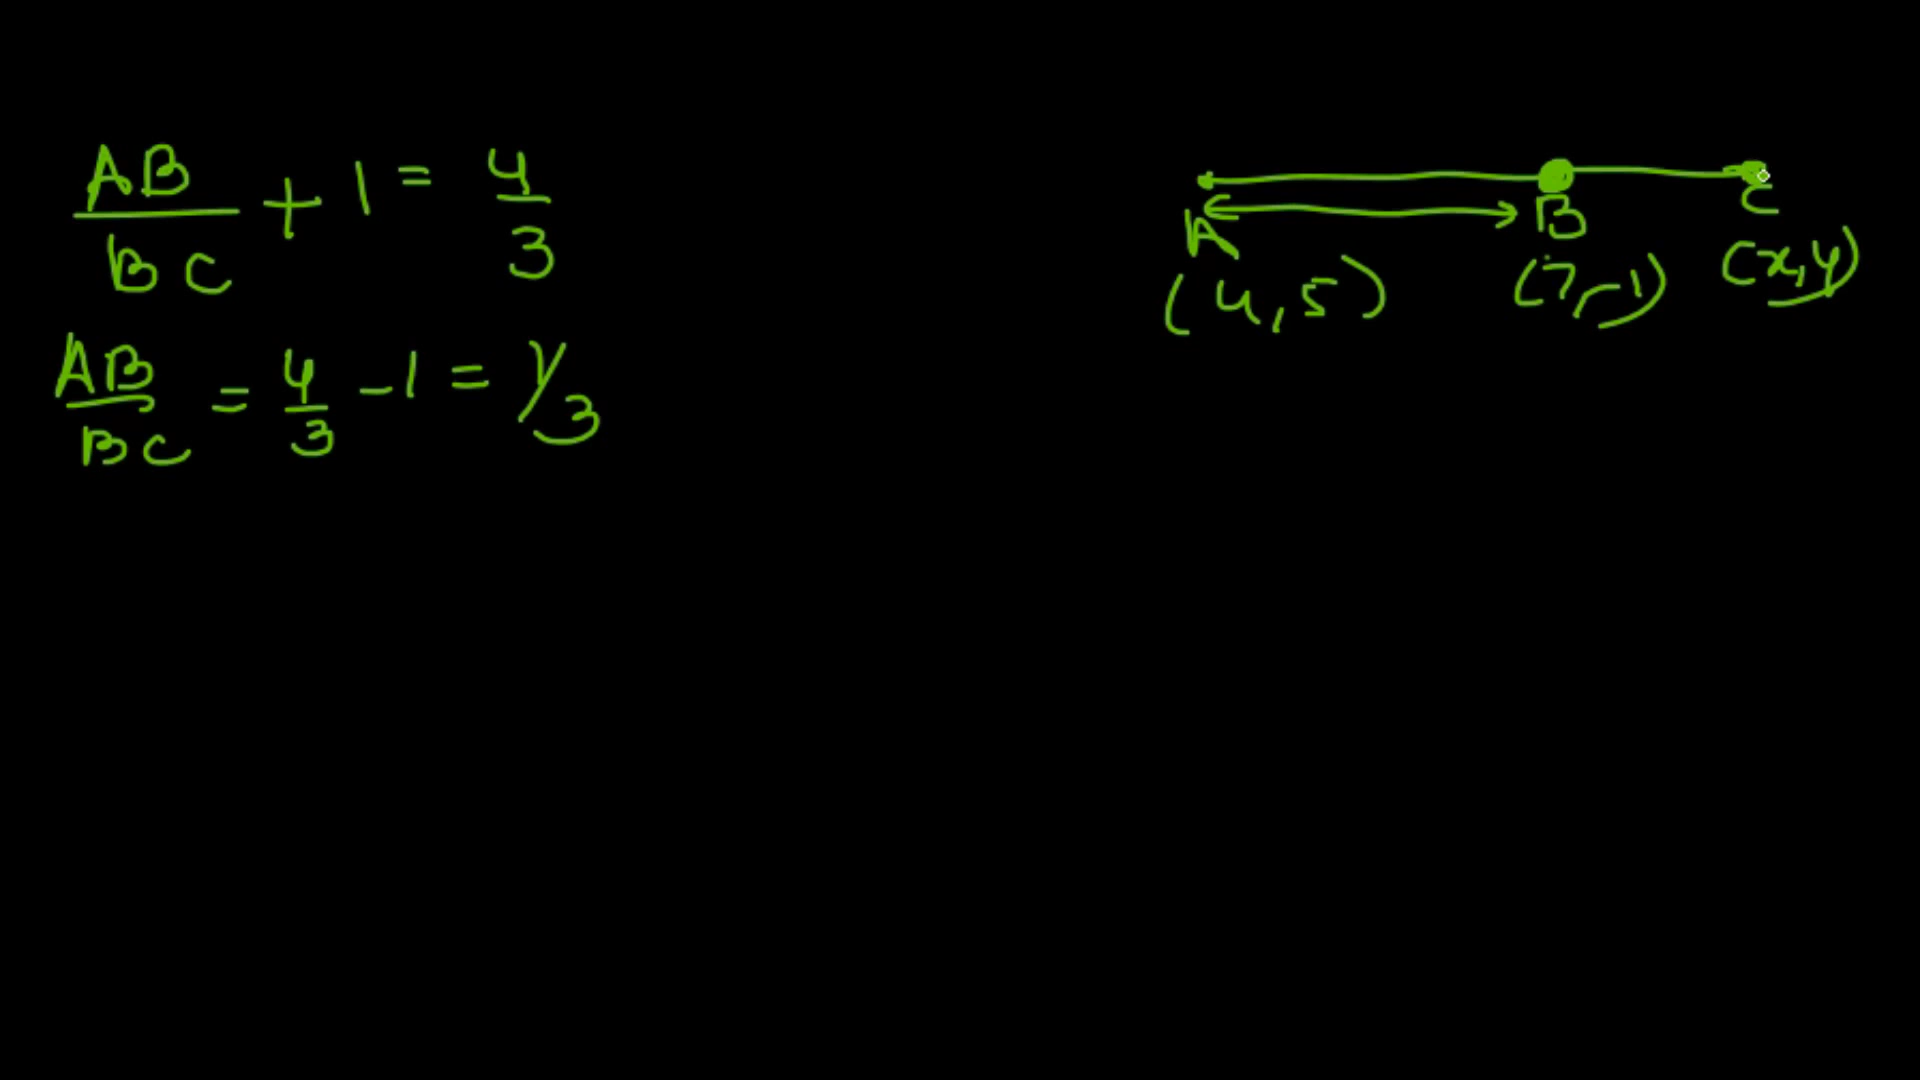 AB/BC + 1 = 4/3
AB/BC = 4/3 - 1 = 1/3
A B C
(4,5) (7,-1) (x,y)